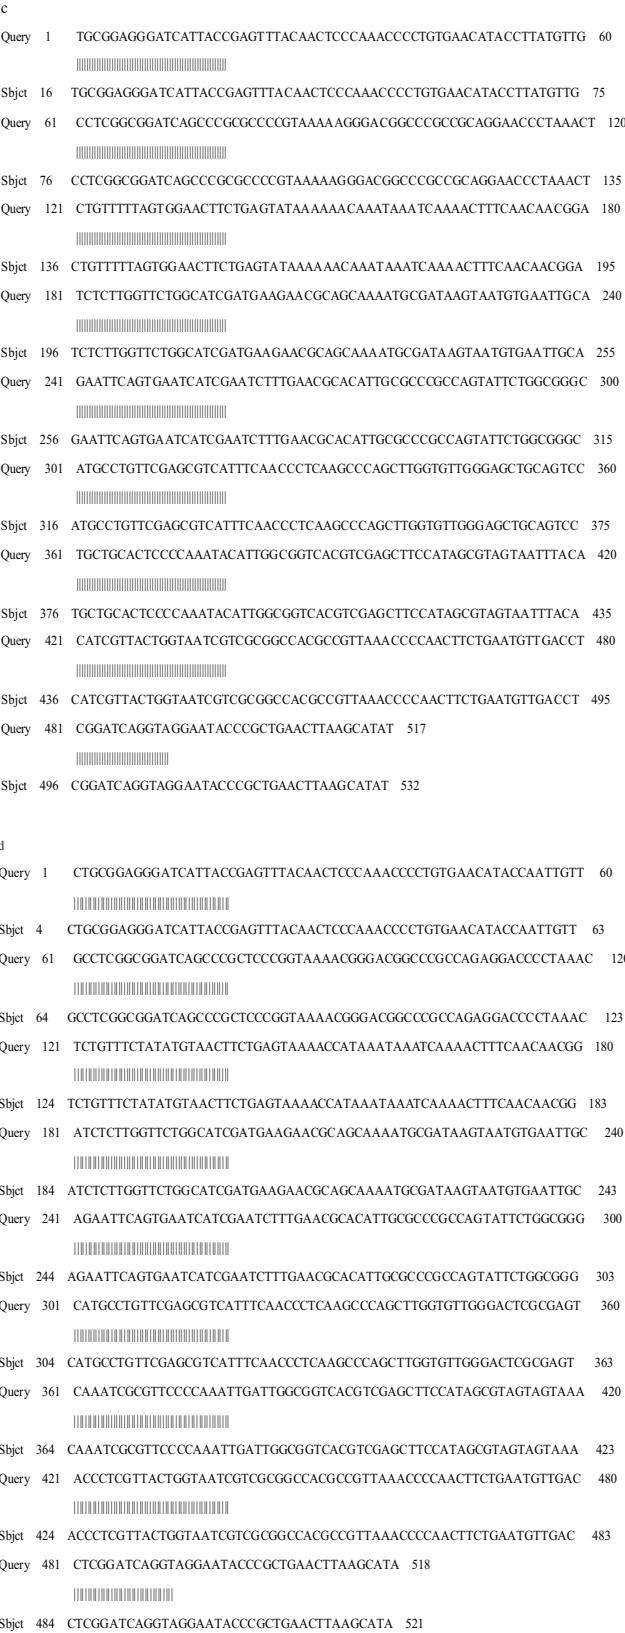 c
Query 1 TGCGGAGGGATCATTACCGAGTTTACAACTCCCAAACCCCTGTGAACATACCTTATGTTG 60
||||||||||||||||||||||||||||||||||||||||||||||||||||||||||||
Sbjct 16 TGCGGAGGGATCATTACCGAGTTTACAACTCCCAAACCCCTGTGAACATACCTTATGTTG 75
Query 61 CCTCGGCGGATCAGCCCGCGCCCCGTAAAAAGGGACGGCCCGCCGCAGGAACCCTAAACT 120
||||||||||||||||||||||||||||||||||||||||||||||||||||||||||||
Sbjct 76 CCTCGGCGGATCAGCCCGCGCCCCGTAAAAAGGGACGGCCCGCCGCAGGAACCCTAAACT 135
Query 121 CTGTTTTTAGTGGAACTTCTGAGTATAAAAAACAAATAAATCAAAACTTTCAACAACGGA 180
||||||||||||||||||||||||||||||||||||||||||||||||||||||||||||
Sbjct 136 CTGTTTTTAGTGGAACTTCTGAGTATAAAAAACAAATAAATCAAAACTTTCAACAACGGA 195
Query 181 TCTCTTGGTTCTGGCATCGATGAAGAACGCAGCAAAATGCGATAAGTAATGTGAATTGCA 240
||||||||||||||||||||||||||||||||||||||||||||||||||||||||||||
Sbjct 196 TCTCTTGGTTCTGGCATCGATGAAGAACGCAGCAAAATGCGATAAGTAATGTGAATTGCA 255
Query 241 GAATTCAGTGAATCATCGAATCTTTGAACGCACATTGCGCCCGCCAGTATTCTGGCGGGC 300
||||||||||||||||||||||||||||||||||||||||||||||||||||||||||||
Sbjct 256 GAATTCAGTGAATCATCGAATCTTTGAACGCACATTGCGCCCGCCAGTATTCTGGCGGGC 315
Query 301 ATGCCTGTTCGAGCGTCATTTCAACCCTCAAGCCCAGCTTGGTGTTGGGAGCTGCAGTCC 360
||||||||||||||||||||||||||||||||||||||||||||||||||||||||||||
Sbjct 316 ATGCCTGTTCGAGCGTCATTTCAACCCTCAAGCCCAGCTTGGTGTTGGGAGCTGCAGTCC 375
Query 361 TGCTGCACTCCCCAAATACATTGGCGGTCACGTCGAGCTTCCATAGCGTAGTAATTTACA 420
||||||||||||||||||||||||||||||||||||||||||||||||||||||||||||
Sbjct 376 TGCTGCACTCCCCAAATACATTGGCGGTCACGTCGAGCTTCCATAGCGTAGTAATTTACA 435
Query 421 CATCGTTACTGGTAATCGTCGCGGCCACGCCGTTAAACCCCAACTTCTGAATGTTGACCT 480
||||||||||||||||||||||||||||||||||||||||||||||||||||||||||||
Sbjct 436 CATCGTTACTGGTAATCGTCGCGGCCACGCCGTTAAACCCCAACTTCTGAATGTTGACCT 495
Query 481 CGGATCAGGTAGGAATACCCGCTGAACTTAAGCATAT 517
|||||||||||||||||||||||||||||||||||||
Sbjct 496 CGGATCAGGTAGGAATACCCGCTGAACTTAAGCATAT 532
d
Query 1 CTGCGGAGGGATCATTACCGAGTTTACAACTCCCAAACCCCTGTGAACATACCAATTGTT 60
||||||||||||||||||||||||||||||||||||||||||||||||||||||||||||
Sbjct 4 CTGCGGAGGGATCATTACCGAGTTTACAACTCCCAAACCCCTGTGAACATACCAATTGTT 63
Query 61 GCCTCGGCGGATCAGCCCGCTCCCGGTAAAACGGGACGGCCCGCCAGAGGACCCCTAAAC 120
||||||||||||||||||||||||||||||||||||||||||||||||||||||||||||
Sbjct 64 GCCTCGGCGGATCAGCCCGCTCCCGGTAAAACGGGACGGCCCGCCAGAGGACCCCTAAAC 123
Query 121 TCTGTTTCTATATGTAACTTCTGAGTAAAACCATAAATAAATCAAAACTTTCAACAACGG 180
||||||||||||||||||||||||||||||||||||||||||||||||||||||||||||
Sbjct 124 TCTGTTTCTATATGTAACTTCTGAGTAAAACCATAAATAAATCAAAACTTTCAACAACGG 183
Query 181 ATCTCTTGGTTCTGGCATCGATGAAGAACGCAGCAAAATGCGATAAGTAATGTGAATTGC 240
||||||||||||||||||||||||||||||||||||||||||||||||||||||||||||
Sbjct 184 ATCTCTTGGTTCTGGCATCGATGAAGAACGCAGCAAAATGCGATAAGTAATGTGAATTGC 243
Query 241 AGAATTCAGTGAATCATCGAATCTTTGAACGCACATTGCGCCCGCCAGTATTCTGGCGGG 300
||||||||||||||||||||||||||||||||||||||||||||||||||||||||||||
Sbjct 244 AGAATTCAGTGAATCATCGAATCTTTGAACGCACATTGCGCCCGCCAGTATTCTGGCGGG 303
Query 301 CATGCCTGTTCGAGCGTCATTTCAACCCTCAAGCCCAGCTTGGTGTTGGGACTCGCGAGT 360
||||||||||||||||||||||||||||||||||||||||||||||||||||||||||||
Sbjct 304 CATGCCTGTTCGAGCGTCATTTCAACCCTCAAGCCCAGCTTGGTGTTGGGACTCGCGAGT 363
Query 361 CAAATCGCGTTCCCCAAATTGATTGGCGGTCACGTCGAGCTTCCATAGCGTAGTAGTAAA 420
||||||||||||||||||||||||||||||||||||||||||||||||||||||||||||
Sbjct 364 CAAATCGCGTTCCCCAAATTGATTGGCGGTCACGTCGAGCTTCCATAGCGTAGTAGTAAA 423
Query 421 ACCCTCGTTACTGGTAATCGTCGCGGCCACGCCGTTAAACCCCAACTTCTGAATGTTGAC 480
||||||||||||||||||||||||||||||||||||||||||||||||||||||||||||
Sbjct 424 ACCCTCGTTACTGGTAATCGTCGCGGCCACGCCGTTAAACCCCAACTTCTGAATGTTGAC 483
Query 481 CTCGGATCAGGTAGGAATACCCGCTGAACTTAAGCATA 518
||||||||||||||||||||||||||||||||||||||
Sbjct 484 CTCGGATCAGGTAGGAATACCCGCTGAACTTAAGCATA 521